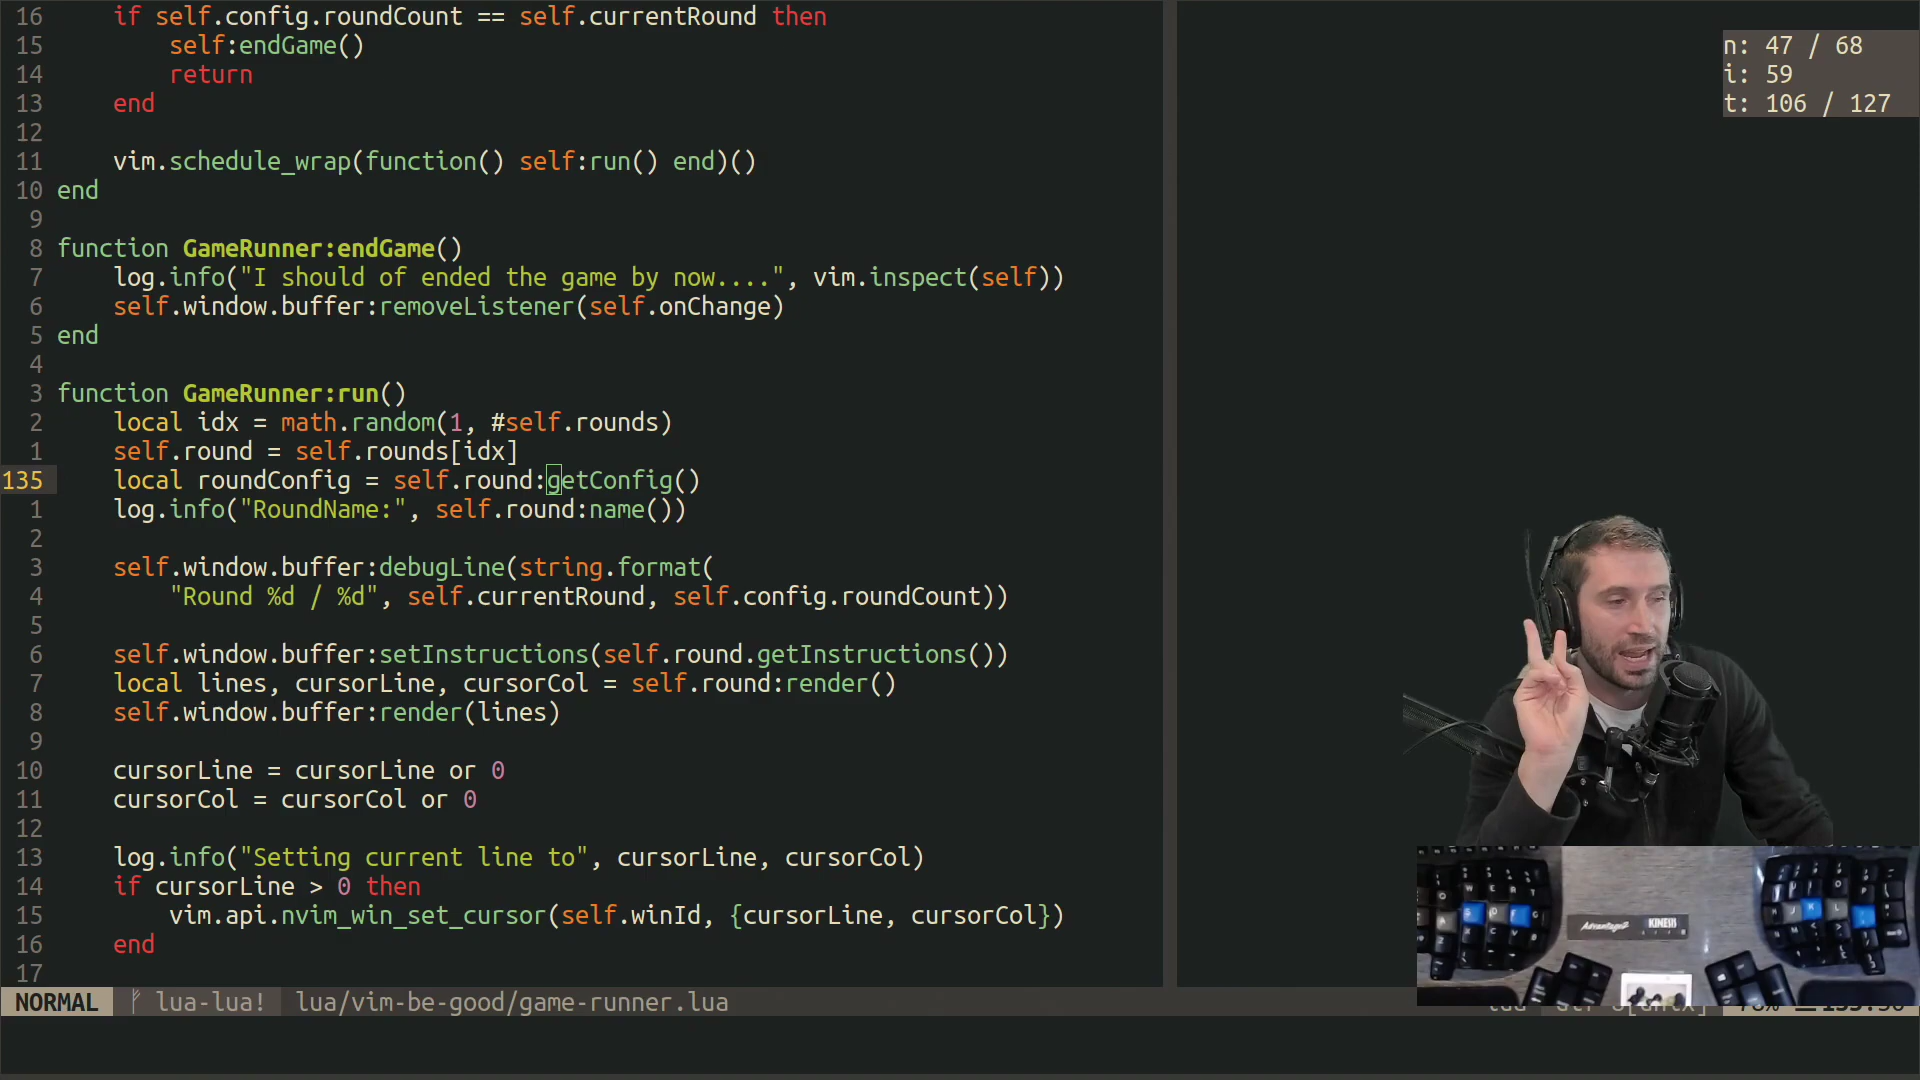 16 if self.config.roundCount == self.currentRound then
15 self:endGame()
14 return
13 end
12
11 vim.schedule_wrap(function() self:run() end)()
10 end
9
8 function GameRunner:endGame()
7 log.info("I should of ended the game by now....", vim.inspect(self))
6 self.window.buffer:removeListener(self.onChange)
5 end
4
3 function GameRunner:run()
2 local idx = math.random(1, #self.rounds)
1 self.round = self.rounds[idx]
135 local roundConfig = self.round:getConfig()
1 log.info("RoundName:", self.round:name())
2
3 self.window.buffer:debugLine(string.format(
4 "Round %d / %d", self.currentRound, self.config.roundCount))
5
6 self.window.buffer:setInstructions(self.round.getInstructions())
7 local lines, cursorLine, cursorCol = self.round:render()
8 self.window.buffer:render(lines)
9
10 cursorLine = cursorLine or 0
11 cursorCol = cursorCol or 0
12
13 log.info("Setting current line to", cursorLine, cursorCol)
14 if cursorLine > 0 then
15 vim.api.nvim_win_set_cursor(self.winId, {cursorLine, cursorCol})
16 end
17
NORMAL lua-lua! lua/vim-be-good/game-runner.lua
n: 47 / 68
i: 59
t: 106 / 127
KINESIS